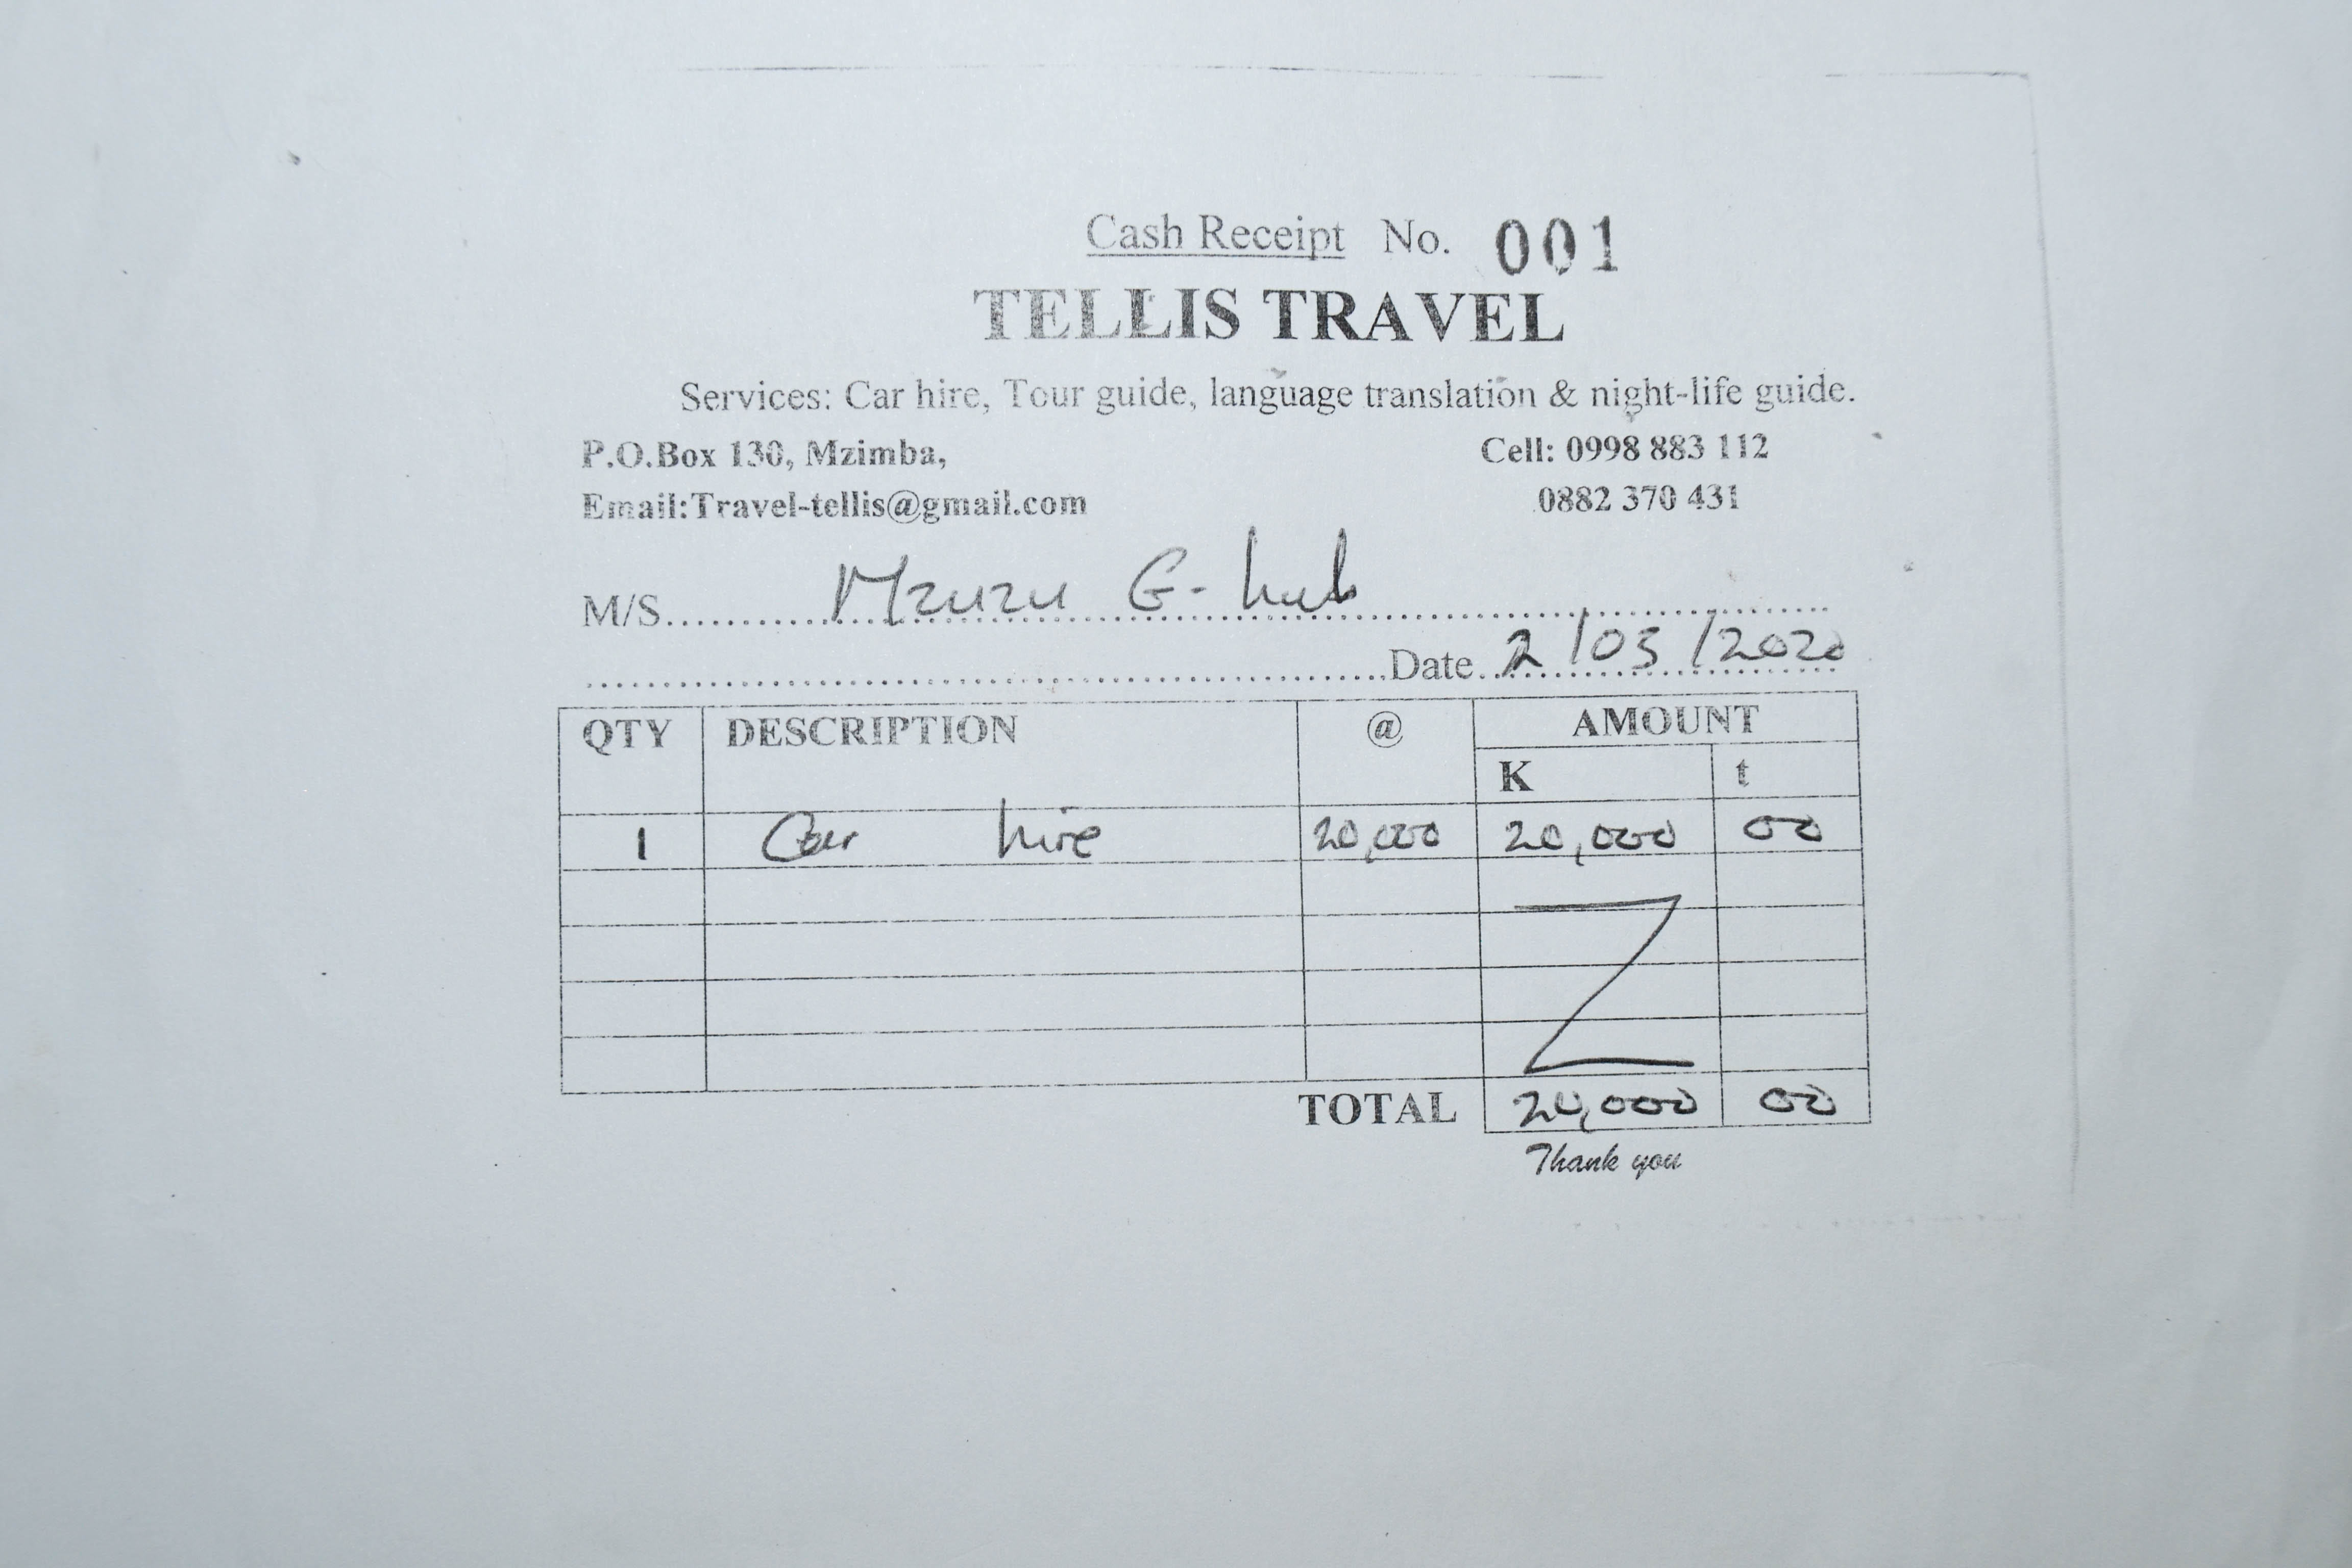 Cash Receipt No. 001
TELLIS TRAVEL
Services: Car hire, Tour guide, language translation & night-life guide.
P.O.Box 130, Mzimba, Cell: 0998 883 112
Email:Travel-tellis@gmail.com 0882 370 431
M/S Mzuzu G-hub
Date 2/03/2020
QTY DESCRIPTION @ AMOUNT
K t
1 Car hire 20,000 20,000 00
TOTAL 20,000 00
Thank you